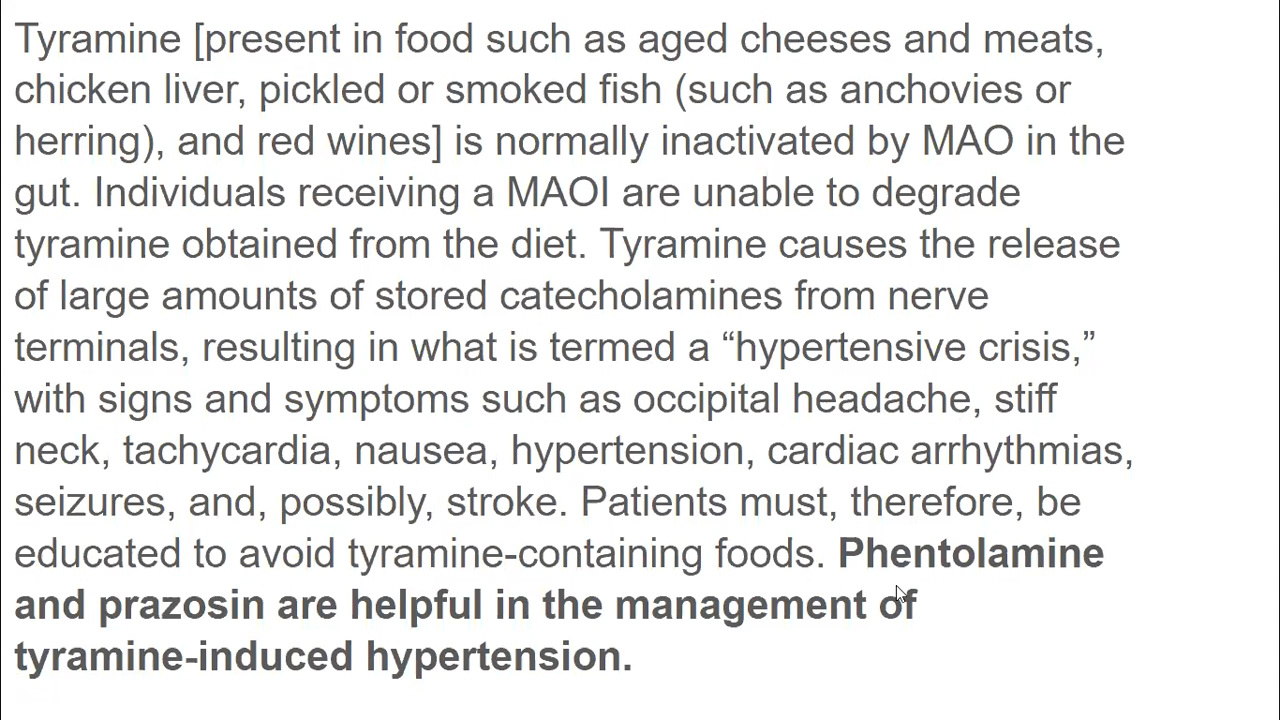 Tyramine [present in food such as aged cheeses and meats,
chicken liver, pickled or smoked fish (such as anchovies or
herring), and red wines] is normally inactivated by MAO in the
gut. Individuals receiving a MAOI are unable to degrade
tyramine obtained from the diet. Tyramine causes the release
of large amounts of stored catecholamines from nerve
terminals, resulting in what is termed a “hypertensive crisis,”
with signs and symptoms such as occipital headache, stiff
neck, tachycardia, nausea, hypertension, cardiac arrhythmias,
seizures, and, possibly, stroke. Patients must, therefore, be
educated to avoid tyramine-containing foods. Phentolamine
and prazosin are helpful in the management of
tyramine-induced hypertension.